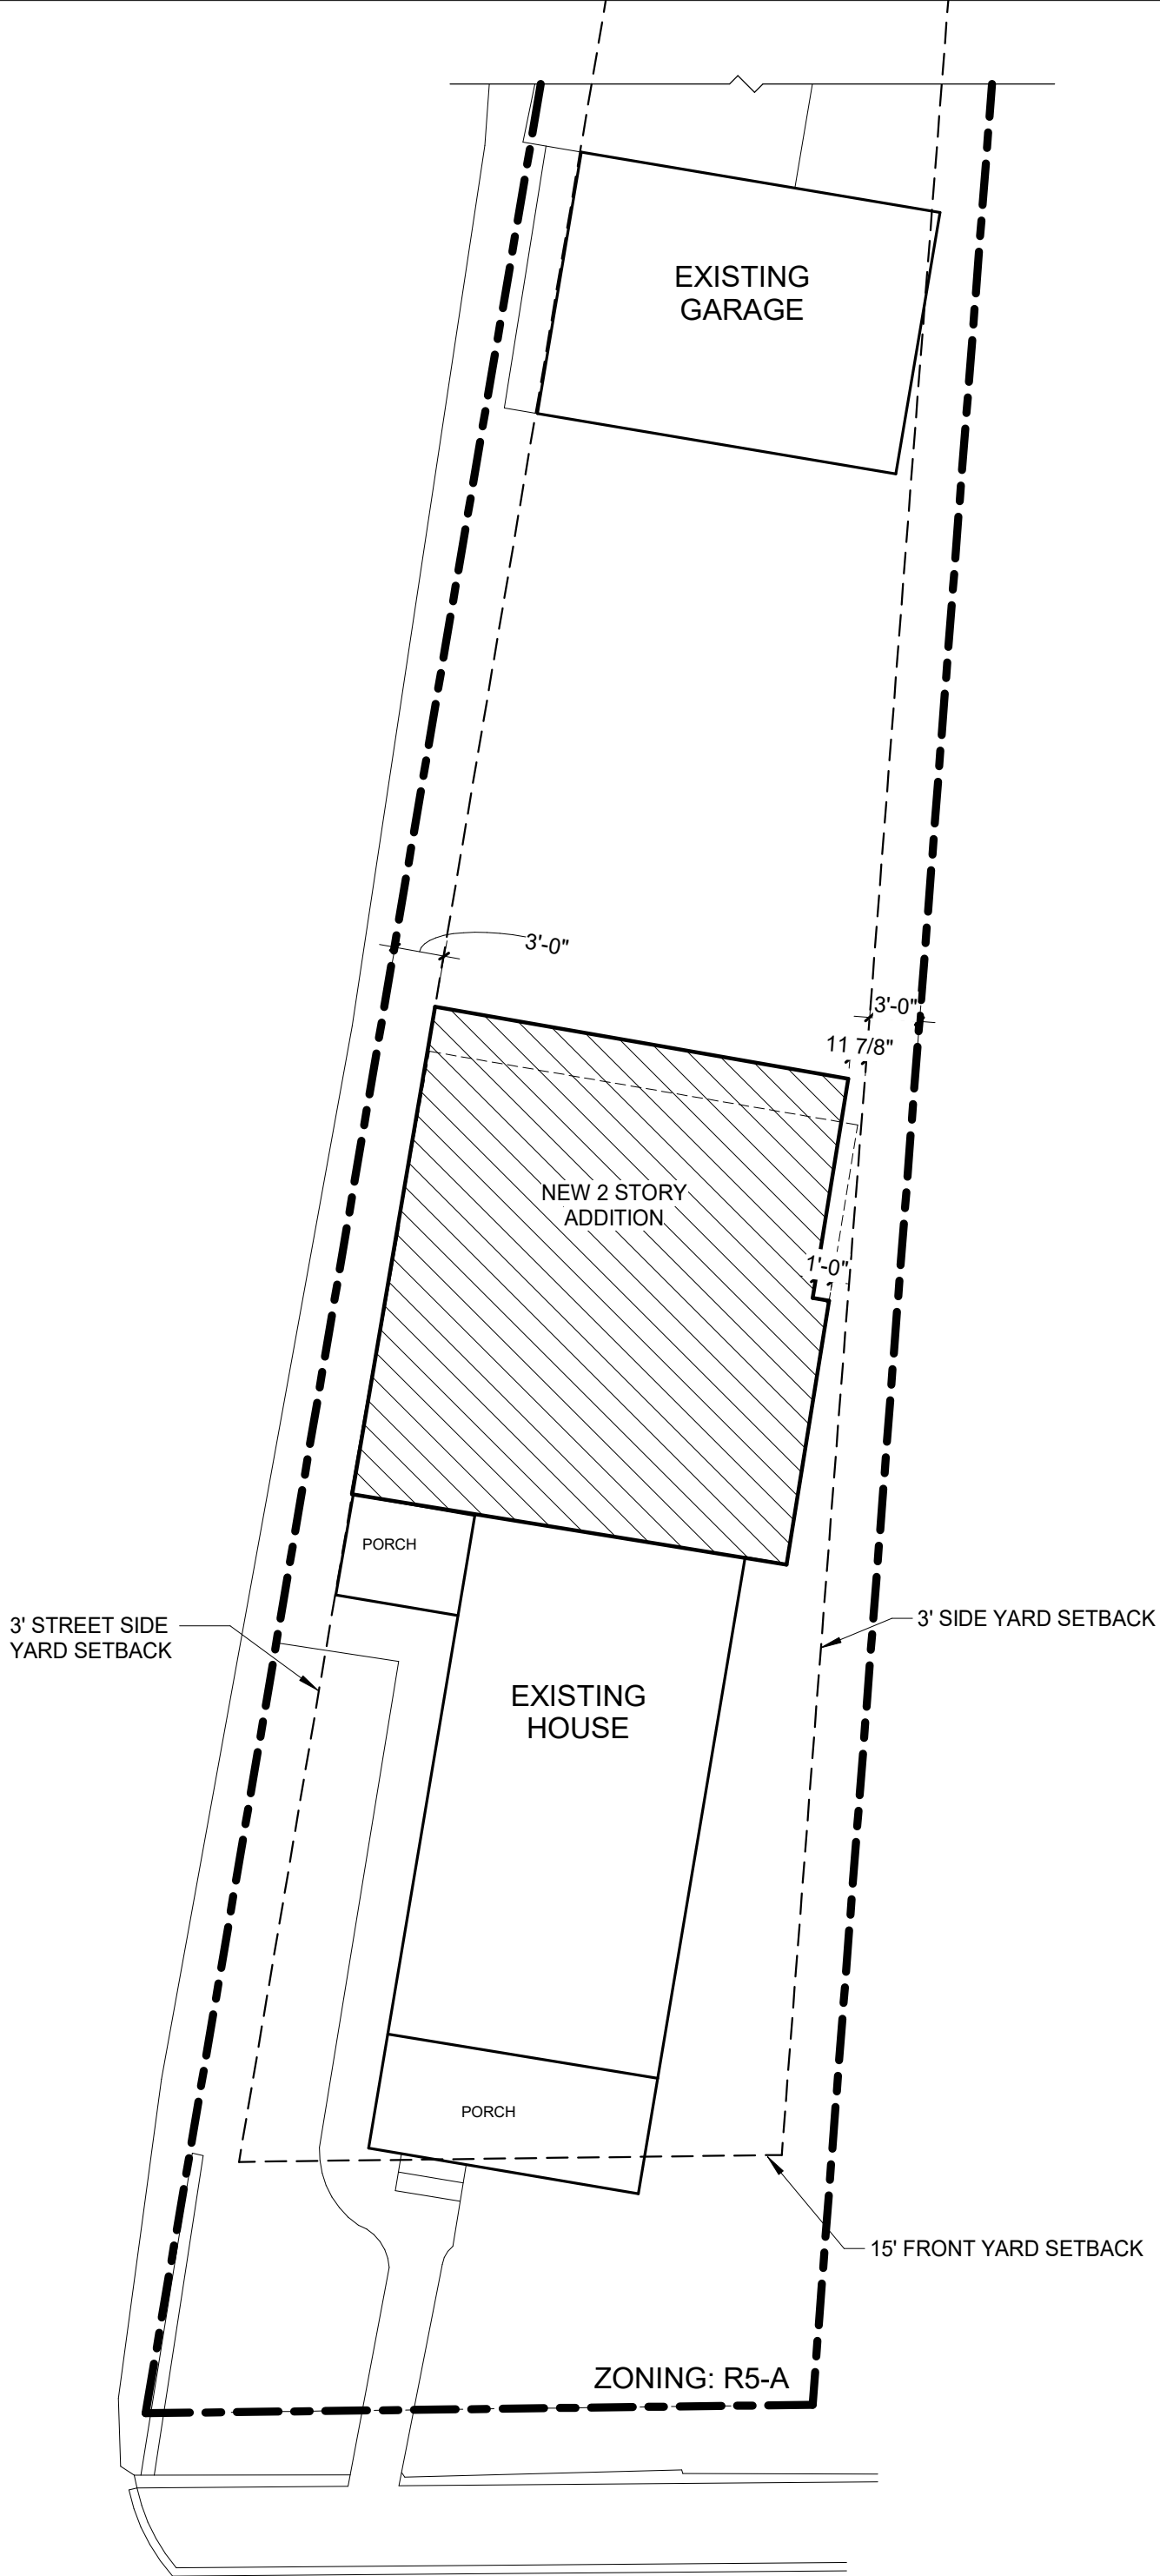 EXISTING
GARAGE
3'-0"
3'-0"
11 7/8"
NEW 2 STORY
ADDITION
1'-0"
PORCH
3' STREET SIDE
YARD SETBACK
3' SIDE YARD SETBACK
EXISTING
HOUSE
PORCH
15' FRONT YARD SETBACK
ZONING: R5-A